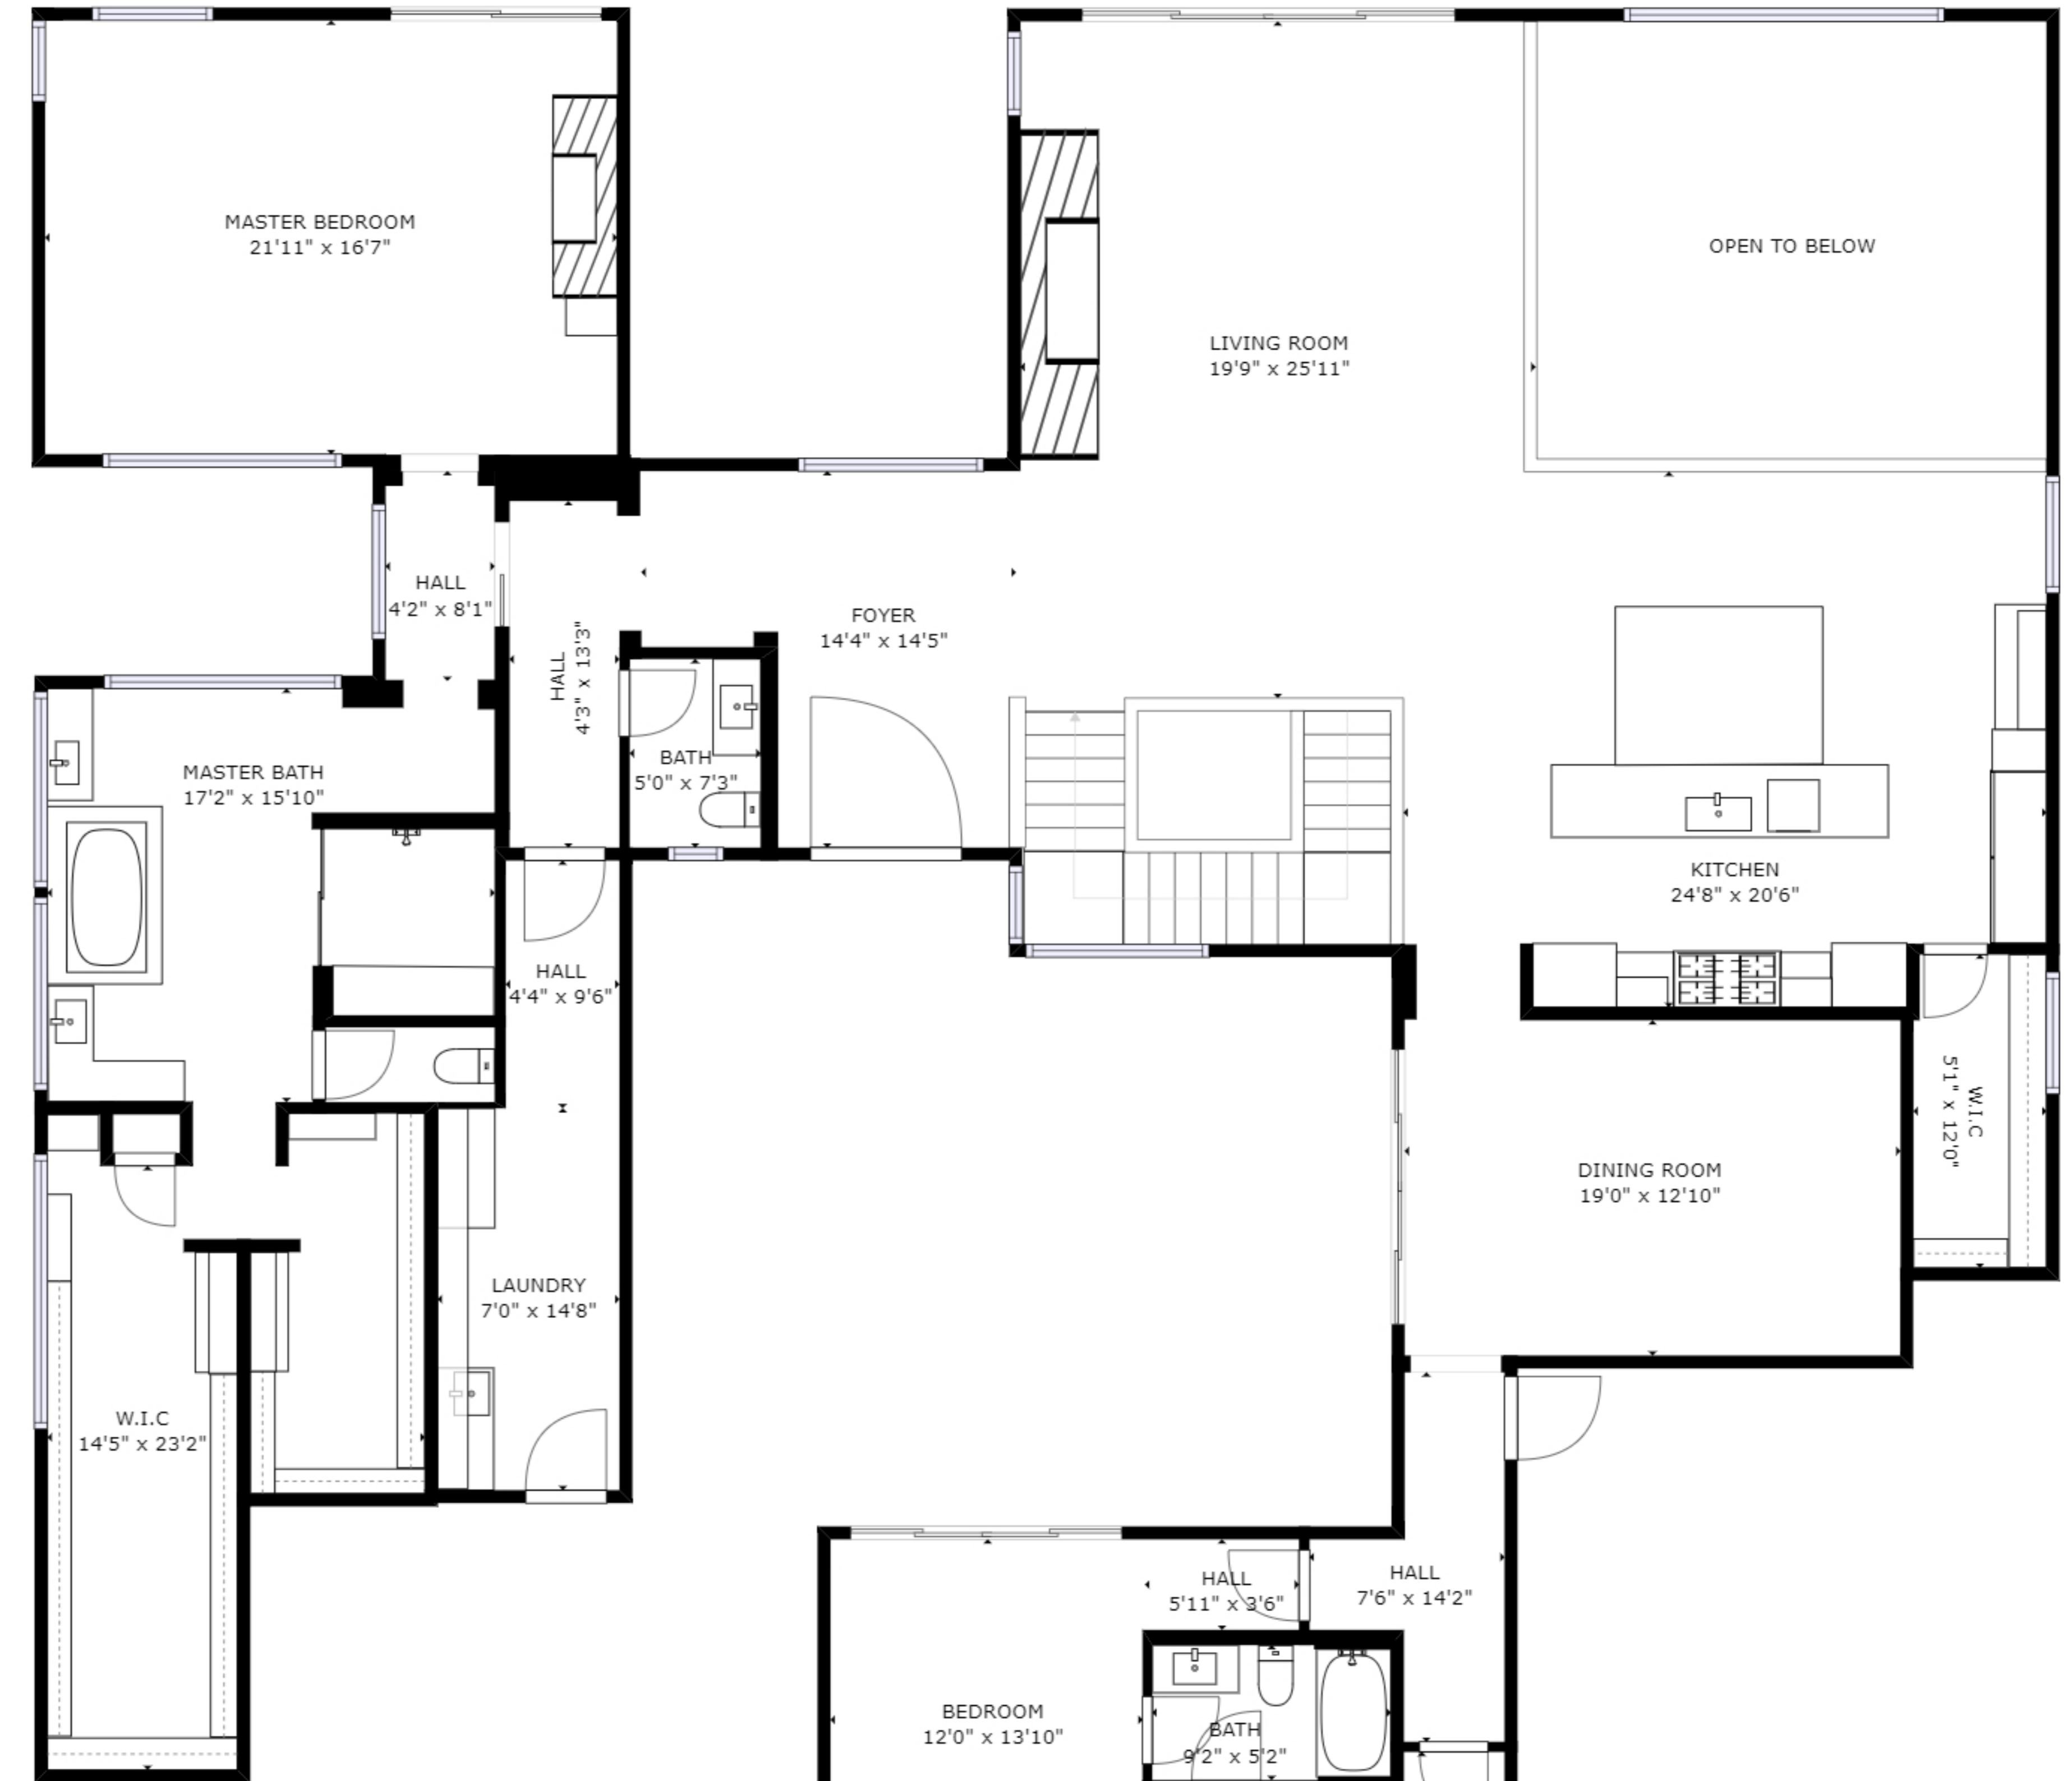 MASTER BEDROOM
21'11" x 16'7"
OPEN TO BELOW
LIVING ROOM
19'9" x 25'11"
HALL
4'2" x 8'1"
HALL
4'3" x 13'3"
FOYER
14'4" x 14'5"
BATH
5'0" x 7'3"
MASTER BATH
17'2" x 15'10"
KITCHEN
24'8" x 20'6"
HALL
4'4" x 9'6"
W.I.C
5'1" x 12'0"
DINING ROOM
19'0" x 12'10"
LAUNDRY
7'0" x 14'8"
W.I.C
14'5" x 23'2"
HALL
5'11" x 3'6"
HALL
7'6" x 14'2"
BEDROOM
12'0" x 13'10"
BATH
9'2" x 5'2"